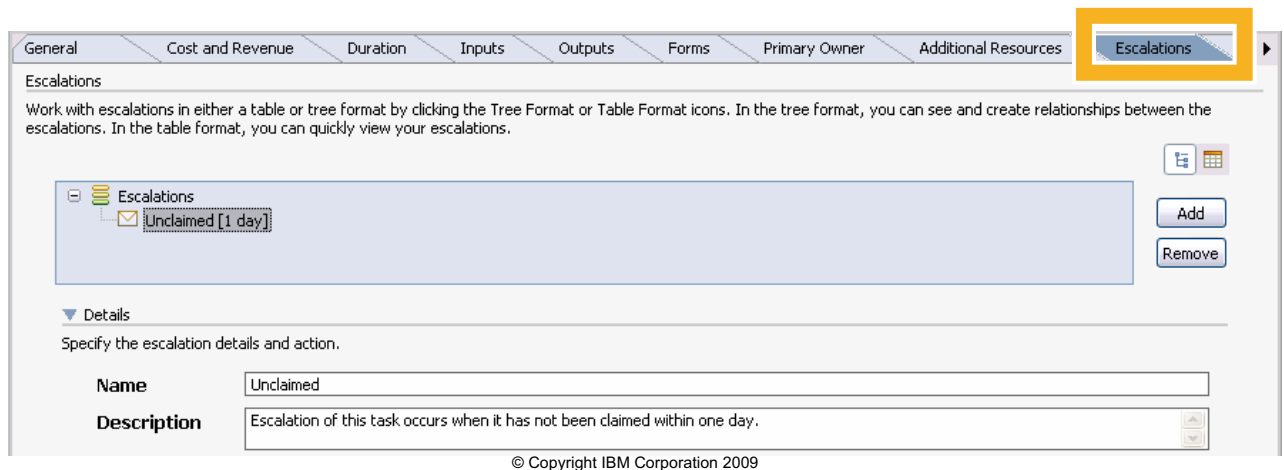 General Cost and Revenue Duration Inputs Outputs Forms Primary Owner Additional Resources Escalations
Escalations
Work with escalations in either a table or tree format by clicking the Tree Format or Table Format icons. In the tree format, you can see and create relationships between the
escalations. In the table format, you can quickly view your escalations.
Escalations
Unclaimed [1 day]
Add
Remove
Details
Specify the escalation details and action.
Name Unclaimed
Description Escalation of this task occurs when it has not been claimed within one day.
© Copyright IBM Corporation 2009